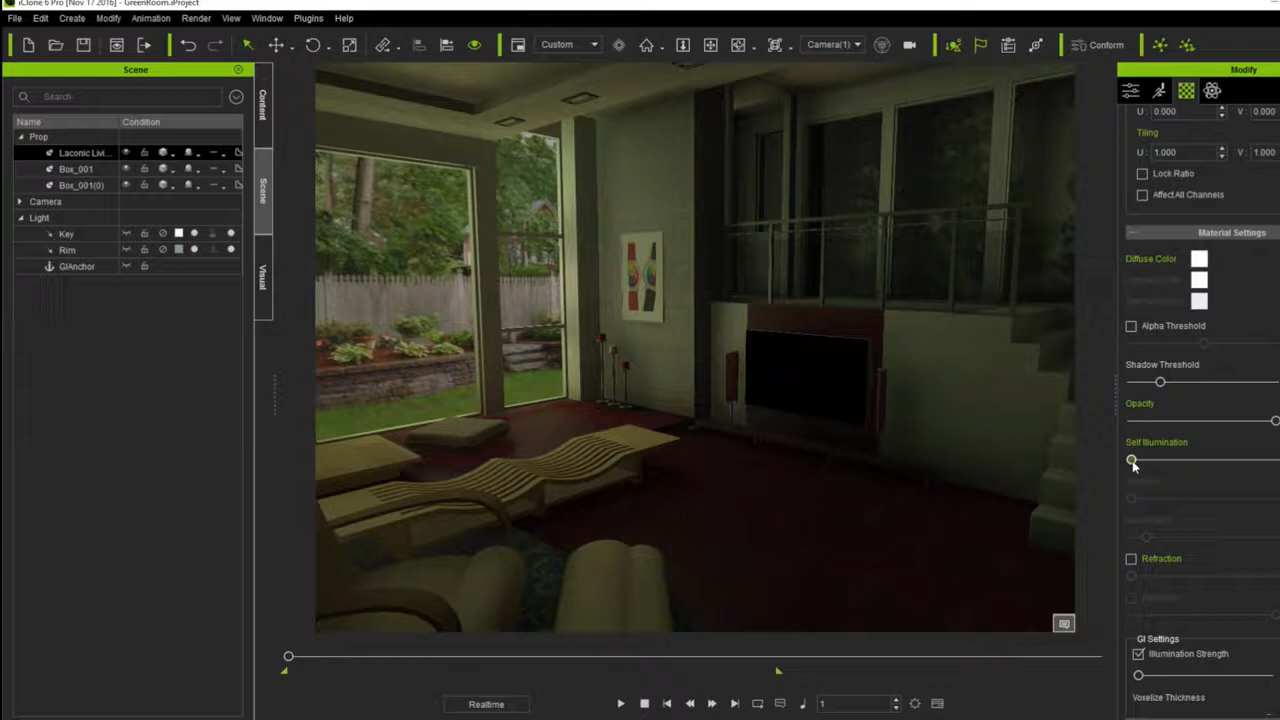 iClone 6 Pro [Nov 17 2016] - GreenRoom.iProject
File Edit Create Modify Animation Render View Window Plugins Help
Custom
Camera(1)
Conform
Scene
Modify
Search
Content
Scene
Visual
Name Condition
Prop
Laconic Livi...
Box_001
Box_001(0)
Camera
Light
Key
Rim
GIAnchor
U : 0.000 V : 0.000
Tiling
U : 1.000 V : 1.000
Lock Ratio
Affect All Channels
Material Settings
Diffuse Color
Alpha Threshold
Shadow Threshold
Opacity
Self Illumination
Refraction
GI Settings
Illumination Strength
Voxelize Thickness
Realtime
1